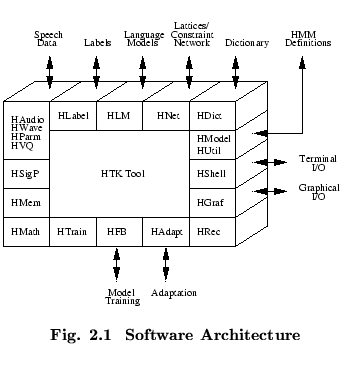 Speech
Data
Labels
Language
Models
Lattices/
Constraint
Network
Dictionary
HMM
Definitions
HAudio
HWave
HParm
HVQ
HLabel
HLM
HNet
HDict
HModel
HUtil
HSigP
HTK Tool
HShell
HMem
HGraf
HMath
HTrain
HFB
HAdapt
HRec
Terminal
I/O
Graphical
I/O
Model
Training
Adaptation
Fig. 2.1 Software Architecture